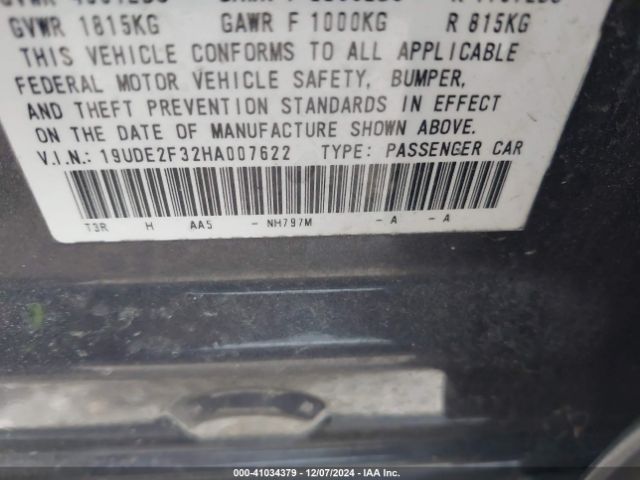 GVWR 1815KG GAWR F 1000KG R 815KG
THIS VEHICLE CONFORMS TO ALL APPLICABLE
FEDERAL MOTOR VEHICLE SAFETY, BUMPER,
AND THEFT PREVENTION STANDARDS IN EFFECT
ON THE DATE OF MANUFACTURE SHOWN ABOVE.
V.I.N.: 19UDE2F32HA007622 TYPE: PASSENGER CAR
T3R H AA5 - NH797M - A - A
000-41034379 | 12/07/2024 | IAA Inc.